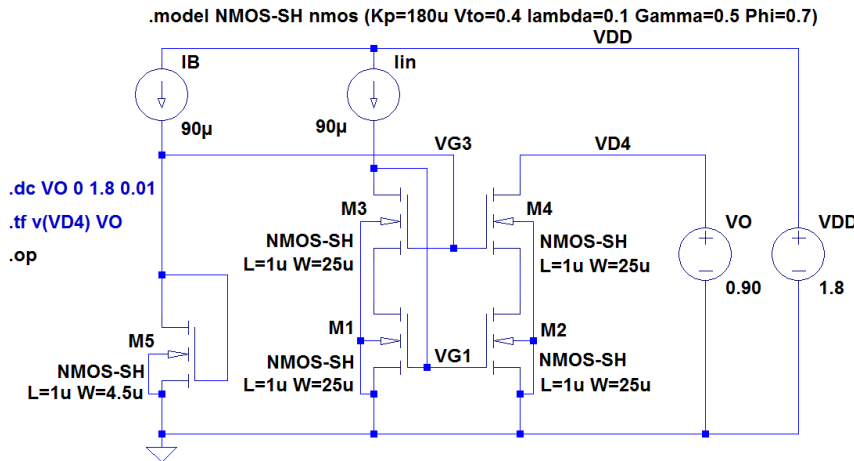 .model NMOS-SH nmos (Kp=180u Vto=0.4 lambda=0.1 Gamma=0.5 Phi=0.7)
VDD
IB
Iin
90µ
90µ
VG3
VD4
.dc VO 0 1.8 0.01
.tf v(VD4) VO
.op
M3
M4
NMOS-SH
L=1u W=25u
NMOS-SH
L=1u W=25u
VO
0.90
VDD
1.8
M5
NMOS-SH
L=1u W=4.5u
M1
NMOS-SH
L=1u W=25u
VG1
M2
NMOS-SH
L=1u W=25u